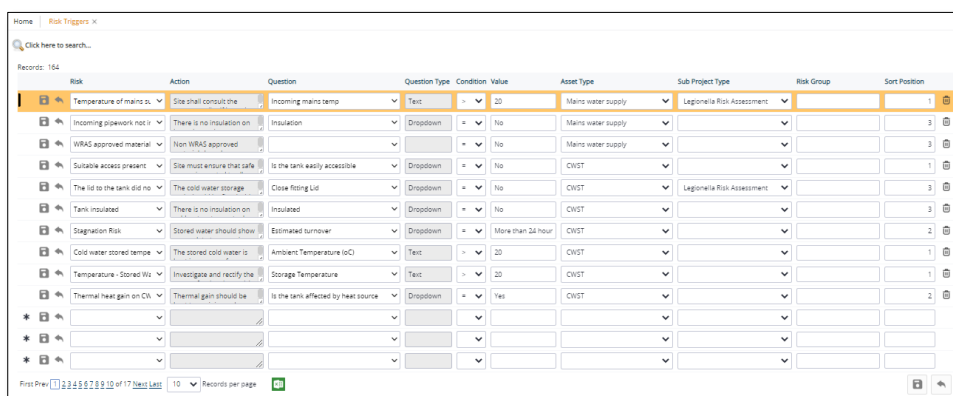 Home Risk Triggers ×
Click here to search...
Records: 164
Risk Action Question Question Type Condition Value Asset Type Sub Project Type Risk Group Sort Position
Temperature of mains su Site shall consult the Incoming mains temp Text > 20 Mains water supply Legionella Risk Assessment 1
Incoming pipework not ir There is no insulation on Insulation Dropdown = No Mains water supply 3
WRAS approved material Non WRAS approved = No Mains water supply 3
Suitable access present Site must ensure that safe Is the tank easily accessible Dropdown = No CWST 1
The lid to the tank did no The cold water storage Close fitting Lid Dropdown = No CWST Legionella Risk Assessment 3
Tank insulated There is no insulation on Insulated Dropdown = No CWST 3
Stagnation Risk Stored water should show Estimated turnover Dropdown = More than 24 hour CWST 2
Cold water stored tempe The stored cold water is Ambient Temperature (oC) Text > 20 CWST 1
Temperature - Stored Wa Investigate and rectify the Storage Temperature Text > 20 CWST 1
Thermal heat gain on CW Thermal gain should be Is the tank affected by heat source Dropdown = Yes CWST 2
First Prev 1 2 3 4 5 6 7 8 9 10 of 17 Next Last 10 Records per page